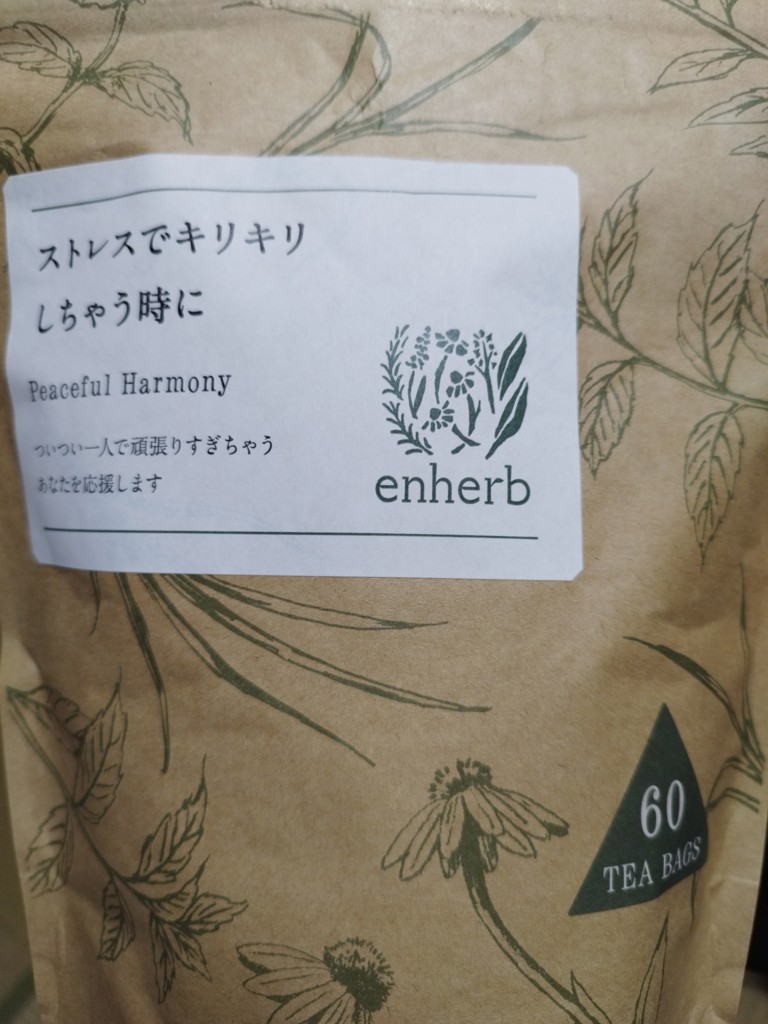 ストレスでキリキリ
しちゃう時に
Peaceful Harmony
ついつい一人で頑張りすぎちゃう
あなたを応援します
enherb
60
TEA BAGS